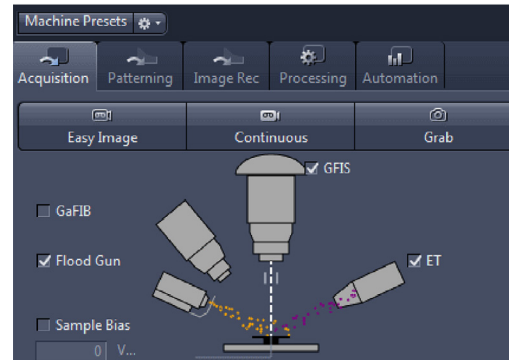 Machine Presets
Acquisition Patterning Image Rec Processing Automation
Easy Image Continuous Grab
GFIS
GaFIB
Flood Gun ET
Sample Bias
0 V...